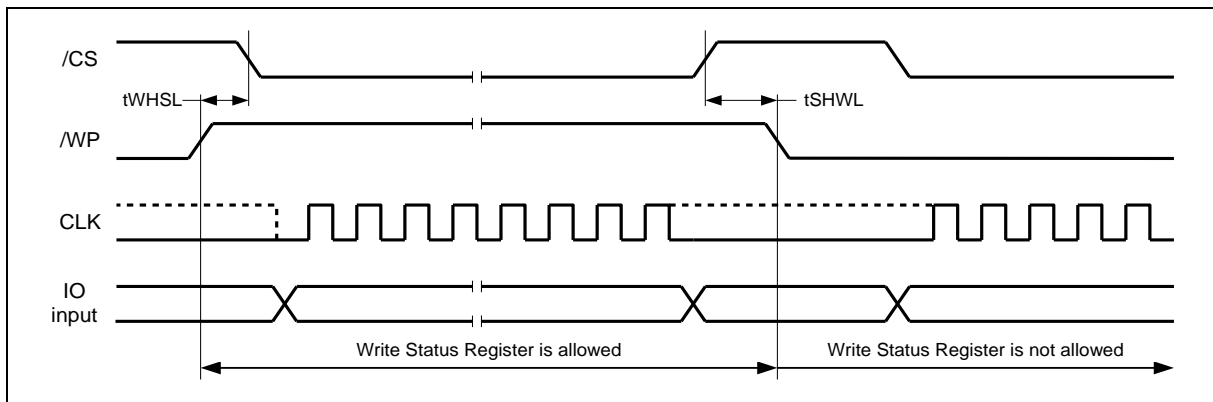 /CS
tWHSL
tSHWL
/WP
CLK
IO
input
Write Status Register is allowed
Write Status Register is not allowed